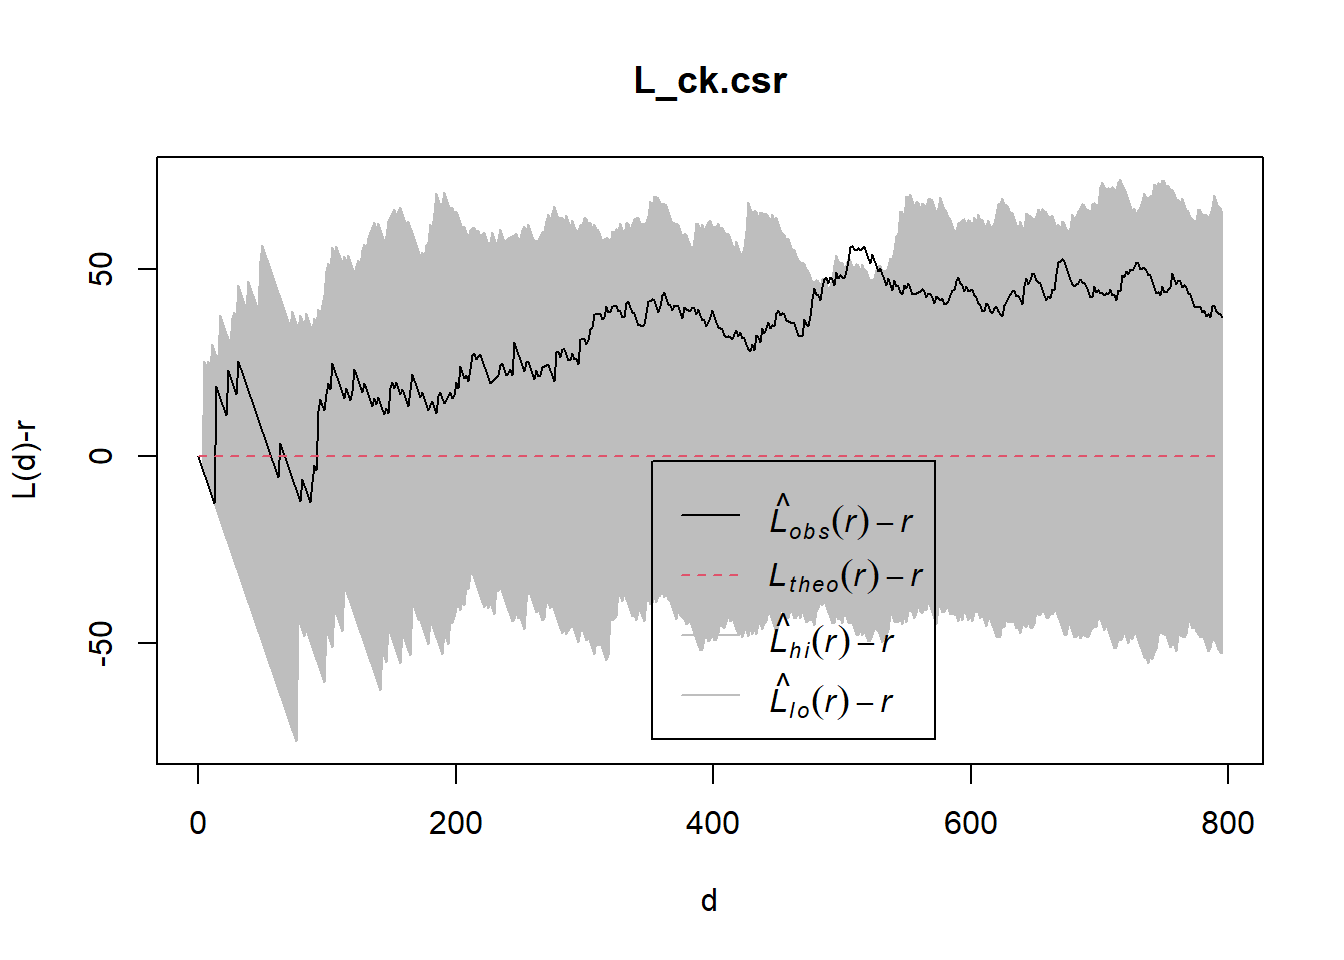 L_ck.csr
L(d)-r
50
0
-50
L̂obs(r) − r
Ltheo(r) − r
L̂hi(r) − r
L̂lo(r) − r
0 200 400 600 800
d